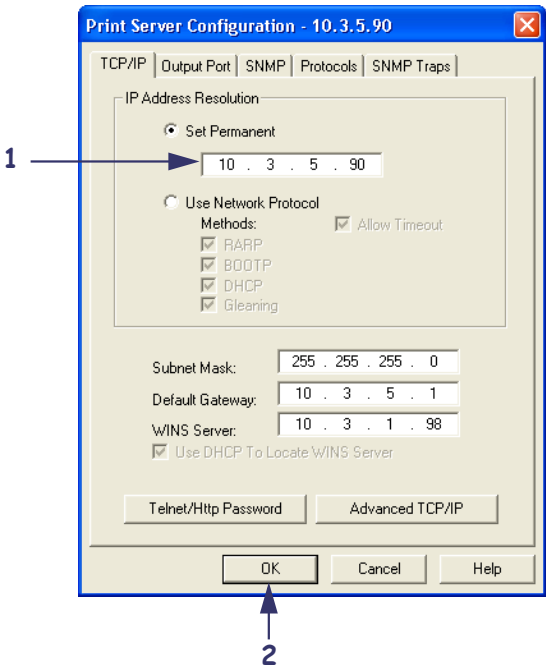 Print Server Configuration - 10.3.5.90
TCP/IP Output Port SNMP Protocols SNMP Traps
IP Address Resolution
Set Permanent
1
10 . 3 . 5 . 90
Use Network Protocol
Methods: Allow Timeout
RARP
BOOTP
DHCP
Gleaning
Subnet Mask: 255 . 255 . 255 . 0
Default Gateway: 10 . 3 . 5 . 1
WINS Server: 10 . 3 . 1 . 98
Use DHCP To Locate WINS Server
Telnet/Http Password Advanced TCP/IP
OK Cancel Help
2